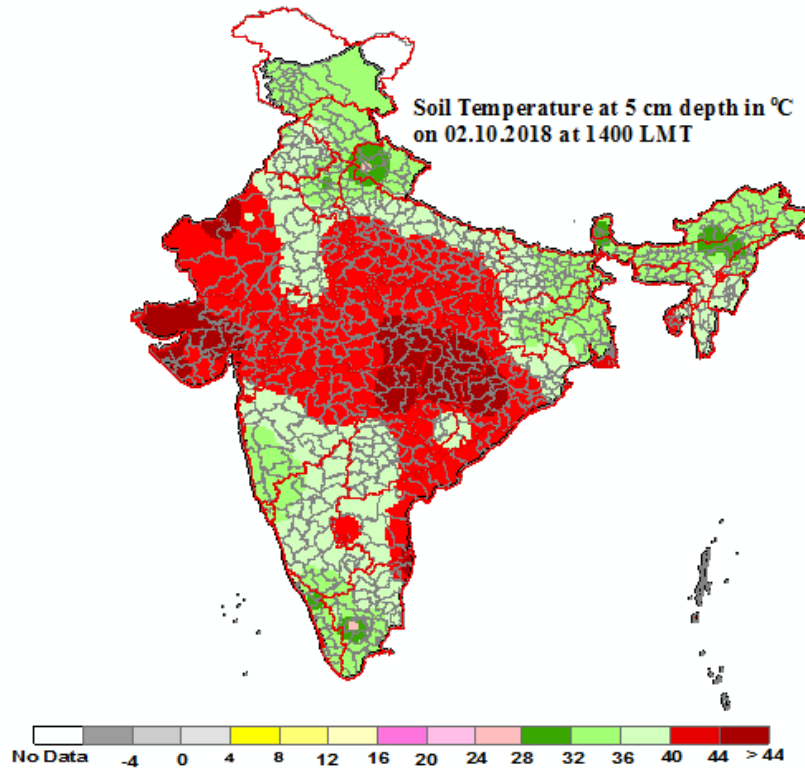 Soil Temperature at 5 cm depth in ⁰C
on 02.10.2018 at 1400 LMT
No Data -4 0 4 8 12 16 20 24 28 32 36 40 44 > 44